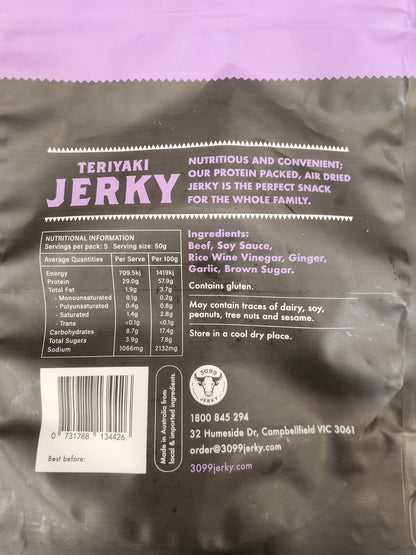 TERIYAKI
JERKY
NUTRITIOUS AND CONVENIENT;
OUR PROTEIN PACKED, AIR DRIED
JERKY IS THE PERFECT SNACK
FOR THE WHOLE FAMILY.
NUTRITIONAL INFORMATION
Servings per pack: 5 Serving size: 50g
Average Quantities Per Serve Per 100g
Energy 709.5kj 1419kj
Protein 29.0g 57.9g
Total Fat 1.9g 3.7g
- Monounsaturated 0.1g 0.2g
- Polyunsaturated 0.4g 0.8g
- Saturated 1.4g 2.8g
- Trans <0.1g <0.1g
Carbohydrates 8.7g 17.4g
Total Sugars 3.9g 7.8g
Sodium 1066mg 2132mg
Ingredients:
Beef, Soy Sauce,
Rice Wine Vinegar, Ginger,
Garlic, Brown Sugar.
Contains gluten.
May contain traces of dairy, soy,
peanuts, tree nuts and sesame.
Store in a cool dry place.
0 731788 134426
Best before:
Made in Australia from
local & imported ingredients.
3099
JERKY
1800 845 294
32 Humeside Dr, Campbellfield VIC 3061
order@3099jerky.com
3099jerky.com